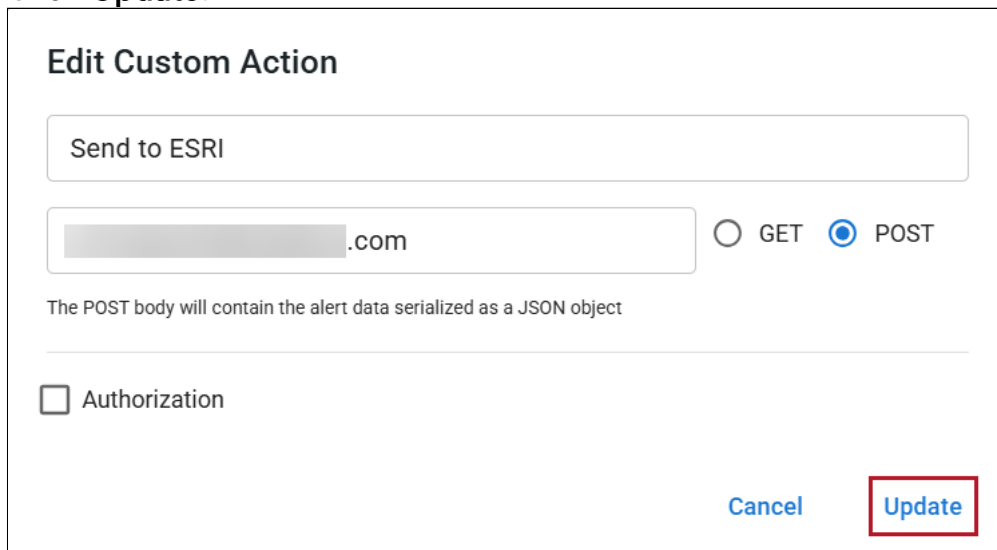 Edit Custom Action
Send to ESRI
.com GET POST
The POST body will contain the alert data serialized as a JSON object
Authorization
Cancel Update